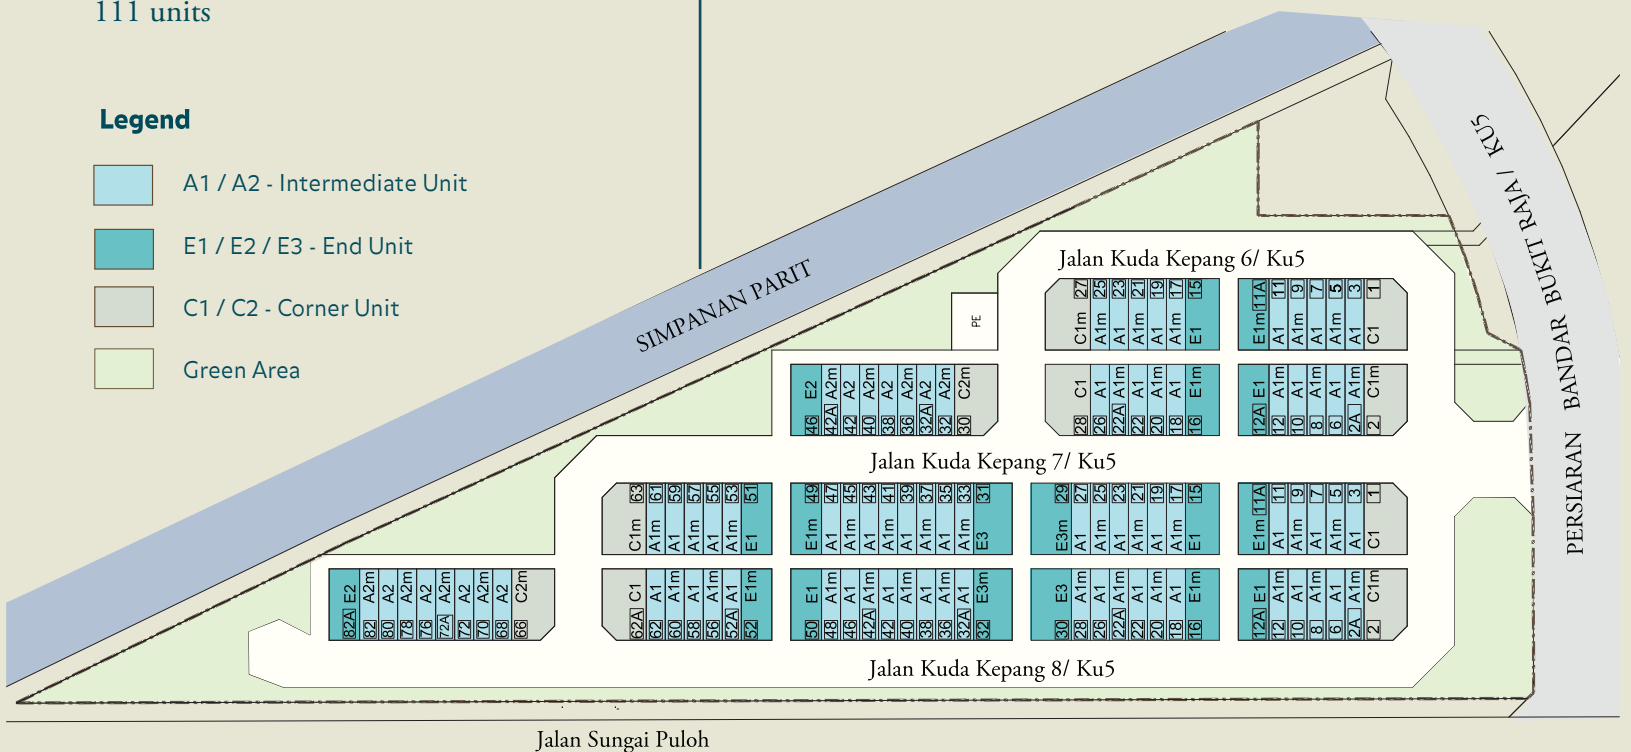 111 units
Legend
A1 / A2 - Intermediate Unit
E1 / E2 / E3 - End Unit
C1 / C2 - Corner Unit
Green Area
SIMPANAN PARIT
PERSIARAN BANDAR BUKIT RAJA / KU5
Jalan Kuda Kepang 6/ Ku5
27 25 23 21 19 17 15
C1m A1m A1 A1m A1 A1m E1
11A 11 9 7 5 3 1
E1m A1 A1m A1 A1m A1 C1
PE
E2 A2m A2 A2m A2 A2m A2 A2m C2m
46 42A 42 40 38 36 32A 32 30
C1 A1 A1m A1 A1m A1 E1m
28 26 22A 22 20 18 16
E1 A1m A1 A1m A1 A1m C1m
12A 12 10 8 6 2A 2
Jalan Kuda Kepang 7/ Ku5
63 61 59 57 55 53 51
C1m A1m A1 A1m A1 A1m E1
49 47 45 43 41 39 37 35 33 31
E1m A1 A1m A1 A1m A1 A1m A1 A1m E3
29 27 25 23 21 19 17 15
E3m A1 A1m A1 A1m A1 A1m E1
11A 11 9 7 5 3 1
E1m A1 A1m A1 A1m A1 C1
E2 A2m A2 A2m A2 A2m A2 A2m A2 C2m
82A 82 80 78 76 72A 72 70 68 66
C1 A1 A1m A1 A1m A1 E1m
62A 62 60 58 56 52A 52
E1 A1m A1 A1m A1 A1m A1 A1m A1 E3m
50 48 46 42A 42 40 38 36 32A 32
E3 A1m A1 A1m A1 A1m A1 E1m
30 28 26 22A 22 20 18 16
E1 A1m A1 A1m A1 A1m C1m
12A 12 10 8 6 2A 2
Jalan Kuda Kepang 8/ Ku5
Jalan Sungai Puloh